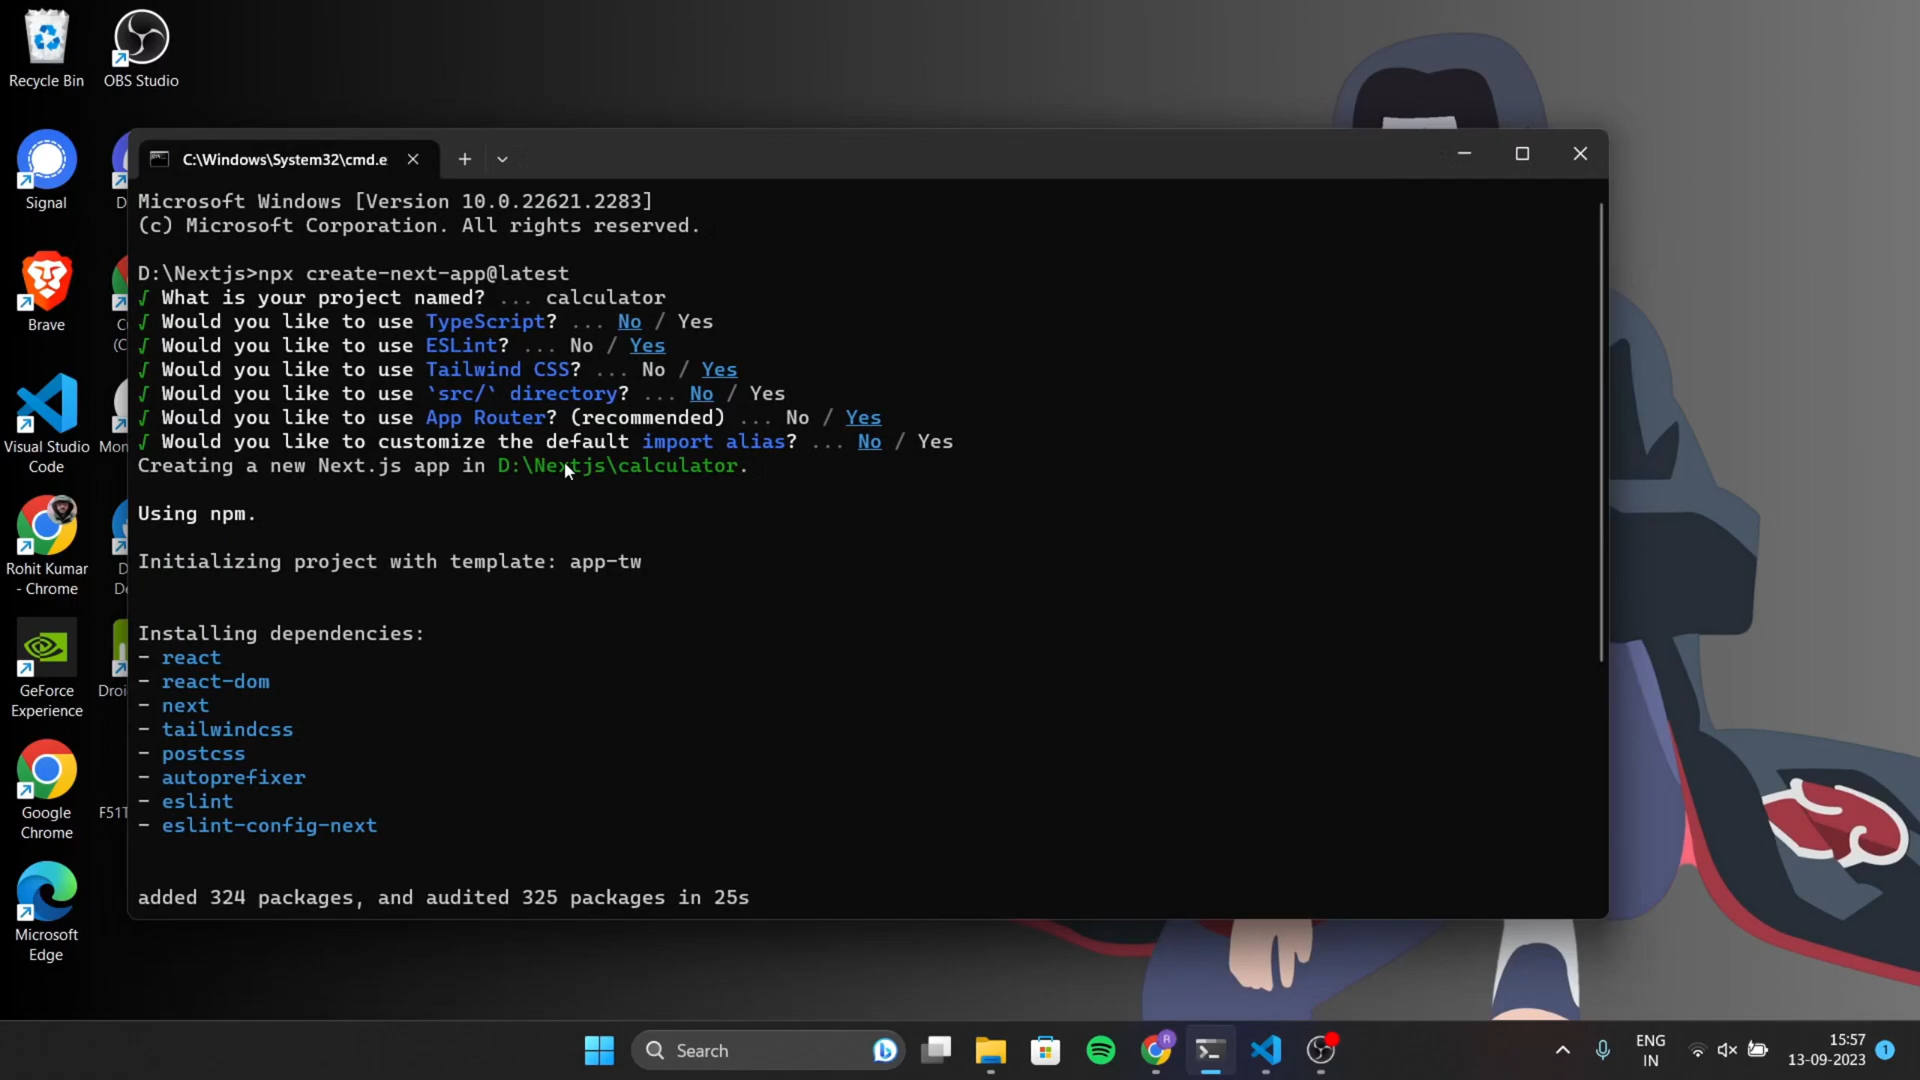 Recycle Bin
OBS Studio
Signal
Brave
Visual Studio
Code
Rohit Kumar
- Chrome
GeForce
Experience
Google
Chrome
Microsoft
Edge
C:\Windows\System32\cmd.e
Microsoft Windows [Version 10.0.22621.2283]
(c) Microsoft Corporation. All rights reserved.
D:\Nextjs>npx create-next-app@latest
√ What is your project named? ... calculator
√ Would you like to use TypeScript? ... No / Yes
√ Would you like to use ESLint? ... No / Yes
√ Would you like to use Tailwind CSS? ... No / Yes
√ Would you like to use `src/` directory? ... No / Yes
√ Would you like to use App Router? (recommended) ... No / Yes
√ Would you like to customize the default import alias? ... No / Yes
Creating a new Next.js app in D:\Nextjs\calculator.
Using npm.
Initializing project with template: app-tw
Installing dependencies:
- react
- react-dom
- next
- tailwindcss
- postcss
- autoprefixer
- eslint
- eslint-config-next
added 324 packages, and audited 325 packages in 25s
Search
R
ENG
IN
15:57
13-09-2023
1